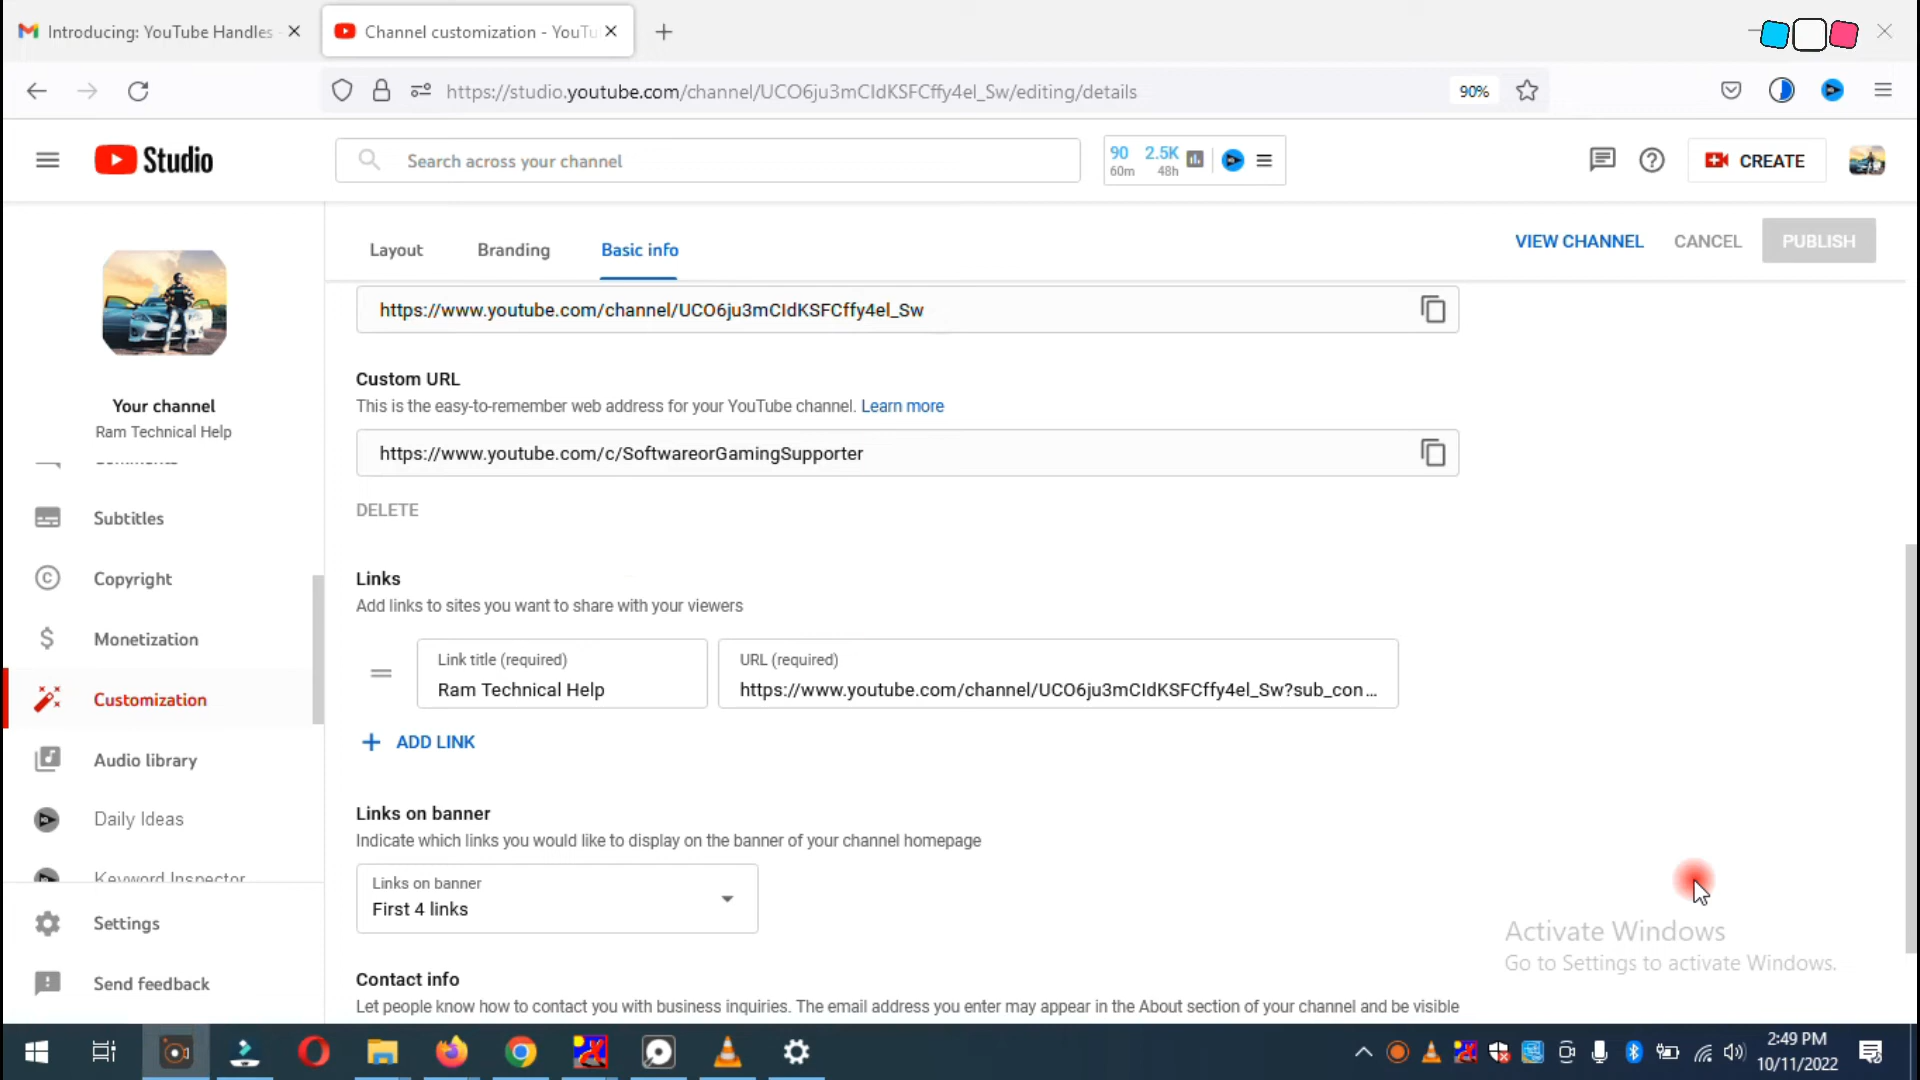 Introducing: YouTube Handles
Channel customization - YouTu
https://studio.youtube.com/channel/UCO6ju3mCIdKSFCffy4el_Sw/editing/details
90%
Studio
Search across your channel
90 2.5K
60m 48h
CREATE
Layout
Branding
Basic info
VIEW CHANNEL
CANCEL
PUBLISH
Your channel
Ram Technical Help
Subtitles
Copyright
Monetization
Customization
Audio library
Daily Ideas
Keyword Inspector
Settings
Send feedback
https://www.youtube.com/channel/UCO6ju3mCIdKSFCffy4el_Sw
Custom URL
This is the easy-to-remember web address for your YouTube channel. Learn more
https://www.youtube.com/c/SoftwareorGamingSupporter
DELETE
Links
Add links to sites you want to share with your viewers
Link title (required)
Ram Technical Help
URL (required)
https://www.youtube.com/channel/UCO6ju3mCIdKSFCffy4el_Sw?sub_con...
ADD LINK
Links on banner
Indicate which links you would like to display on the banner of your channel homepage
Links on banner
First 4 links
Contact info
Let people know how to contact you with business inquiries. The email address you enter may appear in the About section of your channel and be visible
Activate Windows
Go to Settings to activate Windows.
2:49 PM
10/11/2022